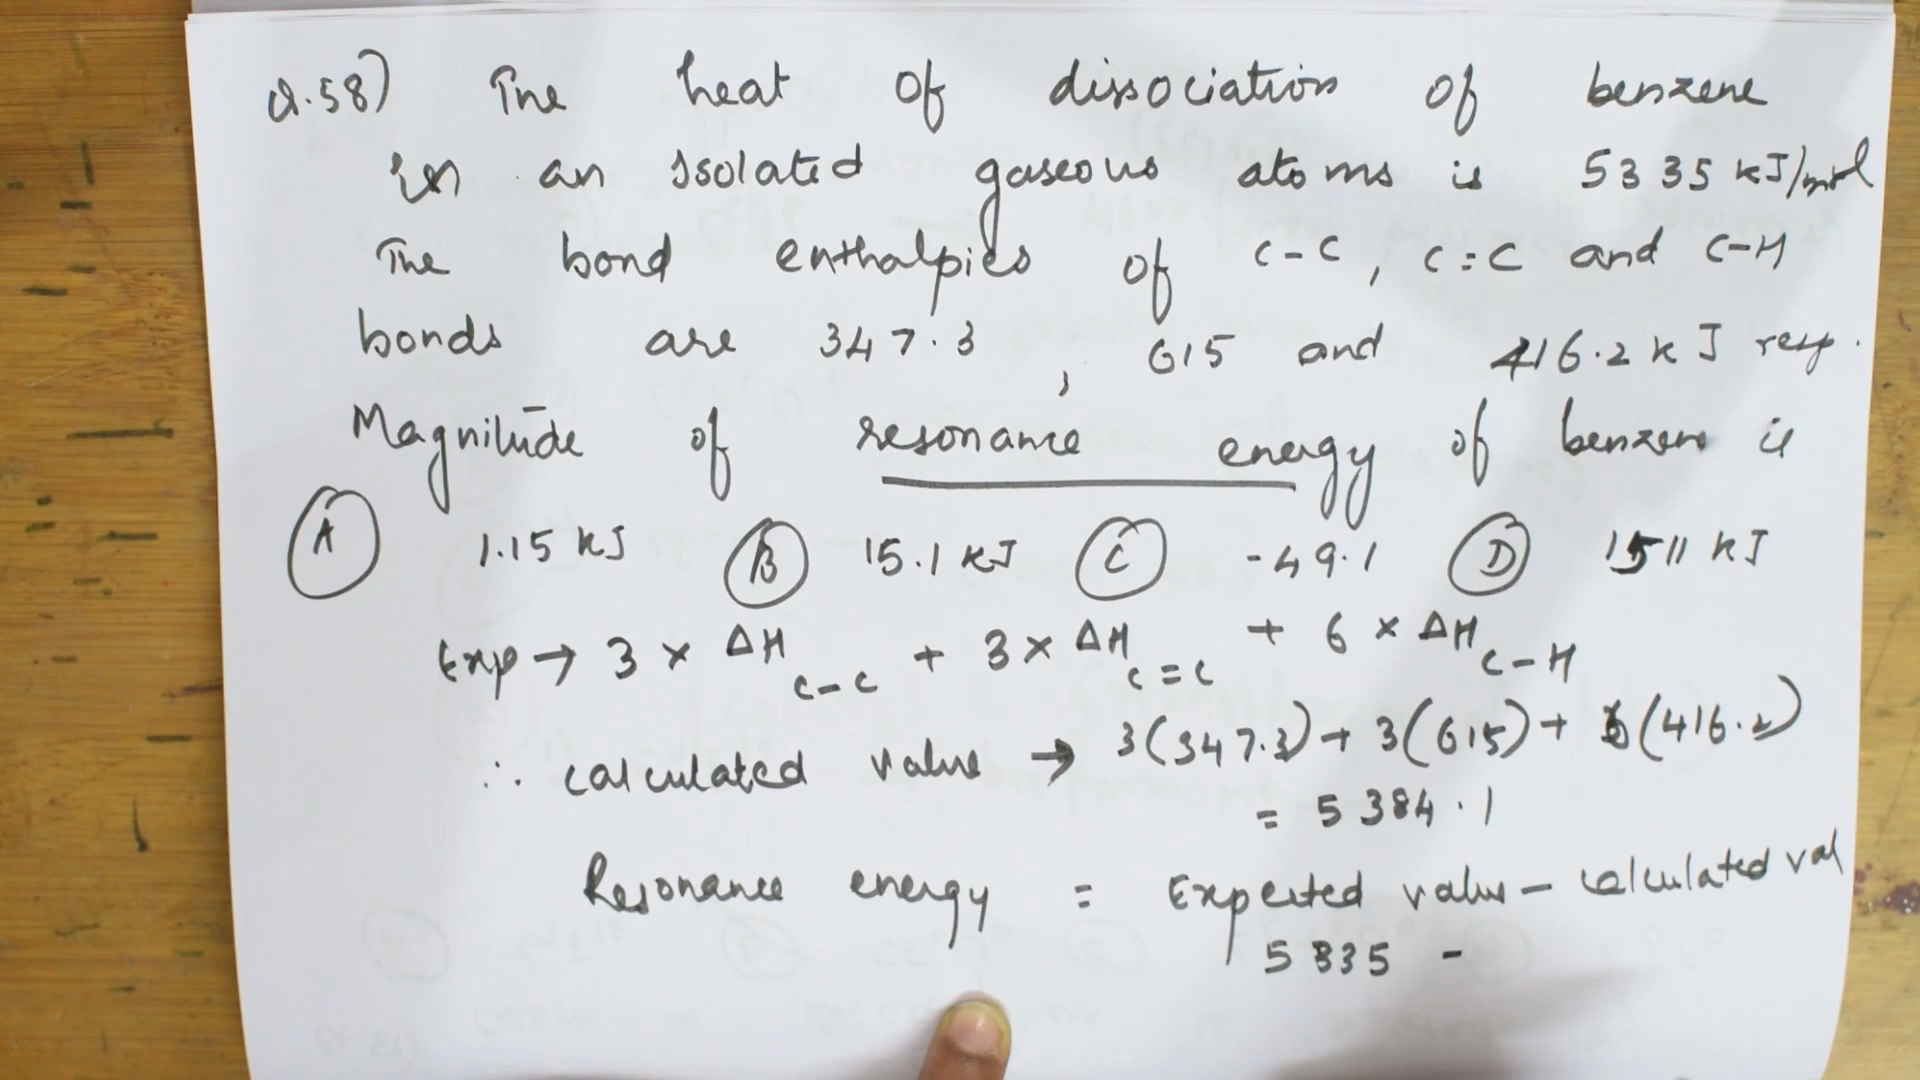 Q.58) The heat of dissociation of benzene
in an isolated gaseous atoms is 5335 kJ/mol
The bond enthalpies of C-C, C=C and C-H
bonds are 347.3, 615 and 416.2 kJ resp.
Magnitude of resonance energy of benzene is
(A) 1.15 kJ (B) 15.1 kJ (C) -49.1 (D) 1511 kJ
Exp → 3 × ΔH C-C + 3 × ΔH C=C + 6 × ΔH C-H
∴ calculated value → 3(347.3) + 3(615) + 6(416.2)
= 5384.1
Resonance energy = Expected value - calculated val
5335 -